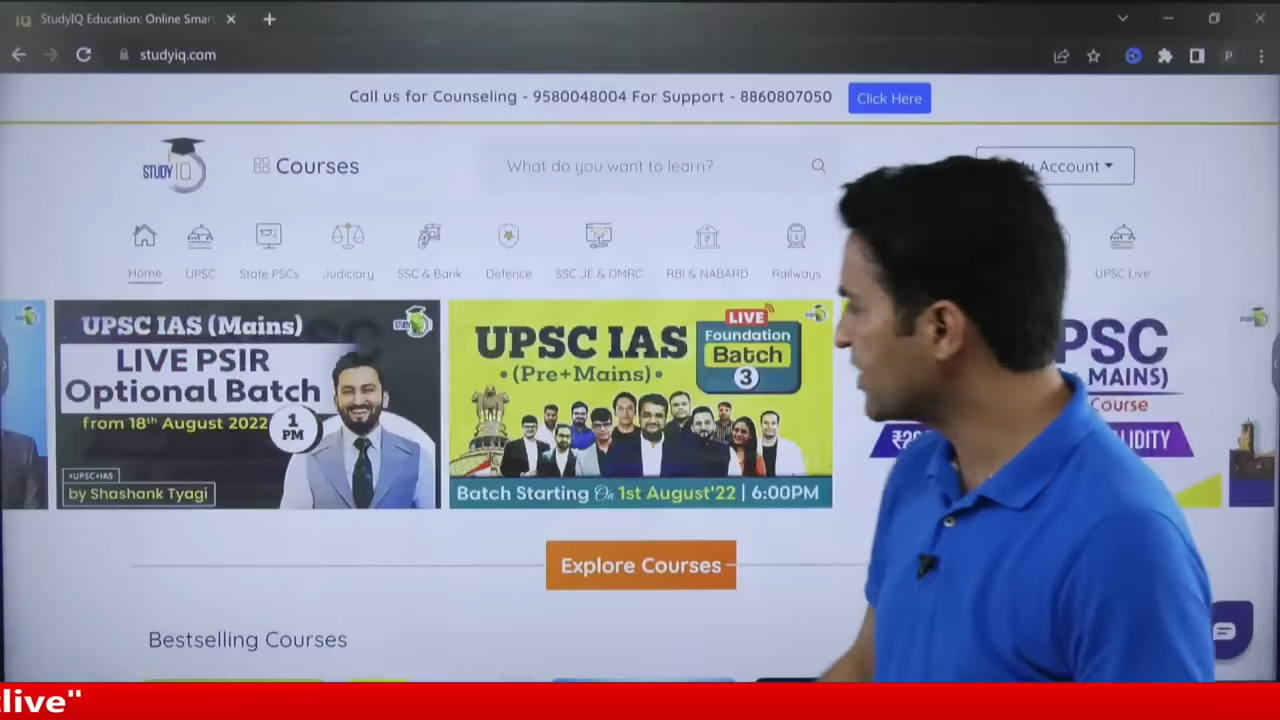 StudyIQ Education: Online Smar
studyiq.com
P
Call us for Counseling - 9580048004 For Support - 8860807050
Click Here
STUDY IQ
Courses
What do you want to learn?
Account
Home
UPSC
State PSCs
Judiciary
SSC & Bank
Defence
SSC JE & DMRC
RBI & NABARD
Railways
UPSC Live
UPSC IAS (Mains)
LIVE PSIR
Optional Batch
from 18th August 2022
1
PM
•UPSC•IAS
by Shashank Tyagi
UPSC IAS
•(Pre+Mains)•
LIVE
Foundation
Batch
3
Batch Starting On 1st August'22 | 6:00PM
PSC
MAINS)
Course
LIDITY
Explore Courses
Bestselling Courses
live"